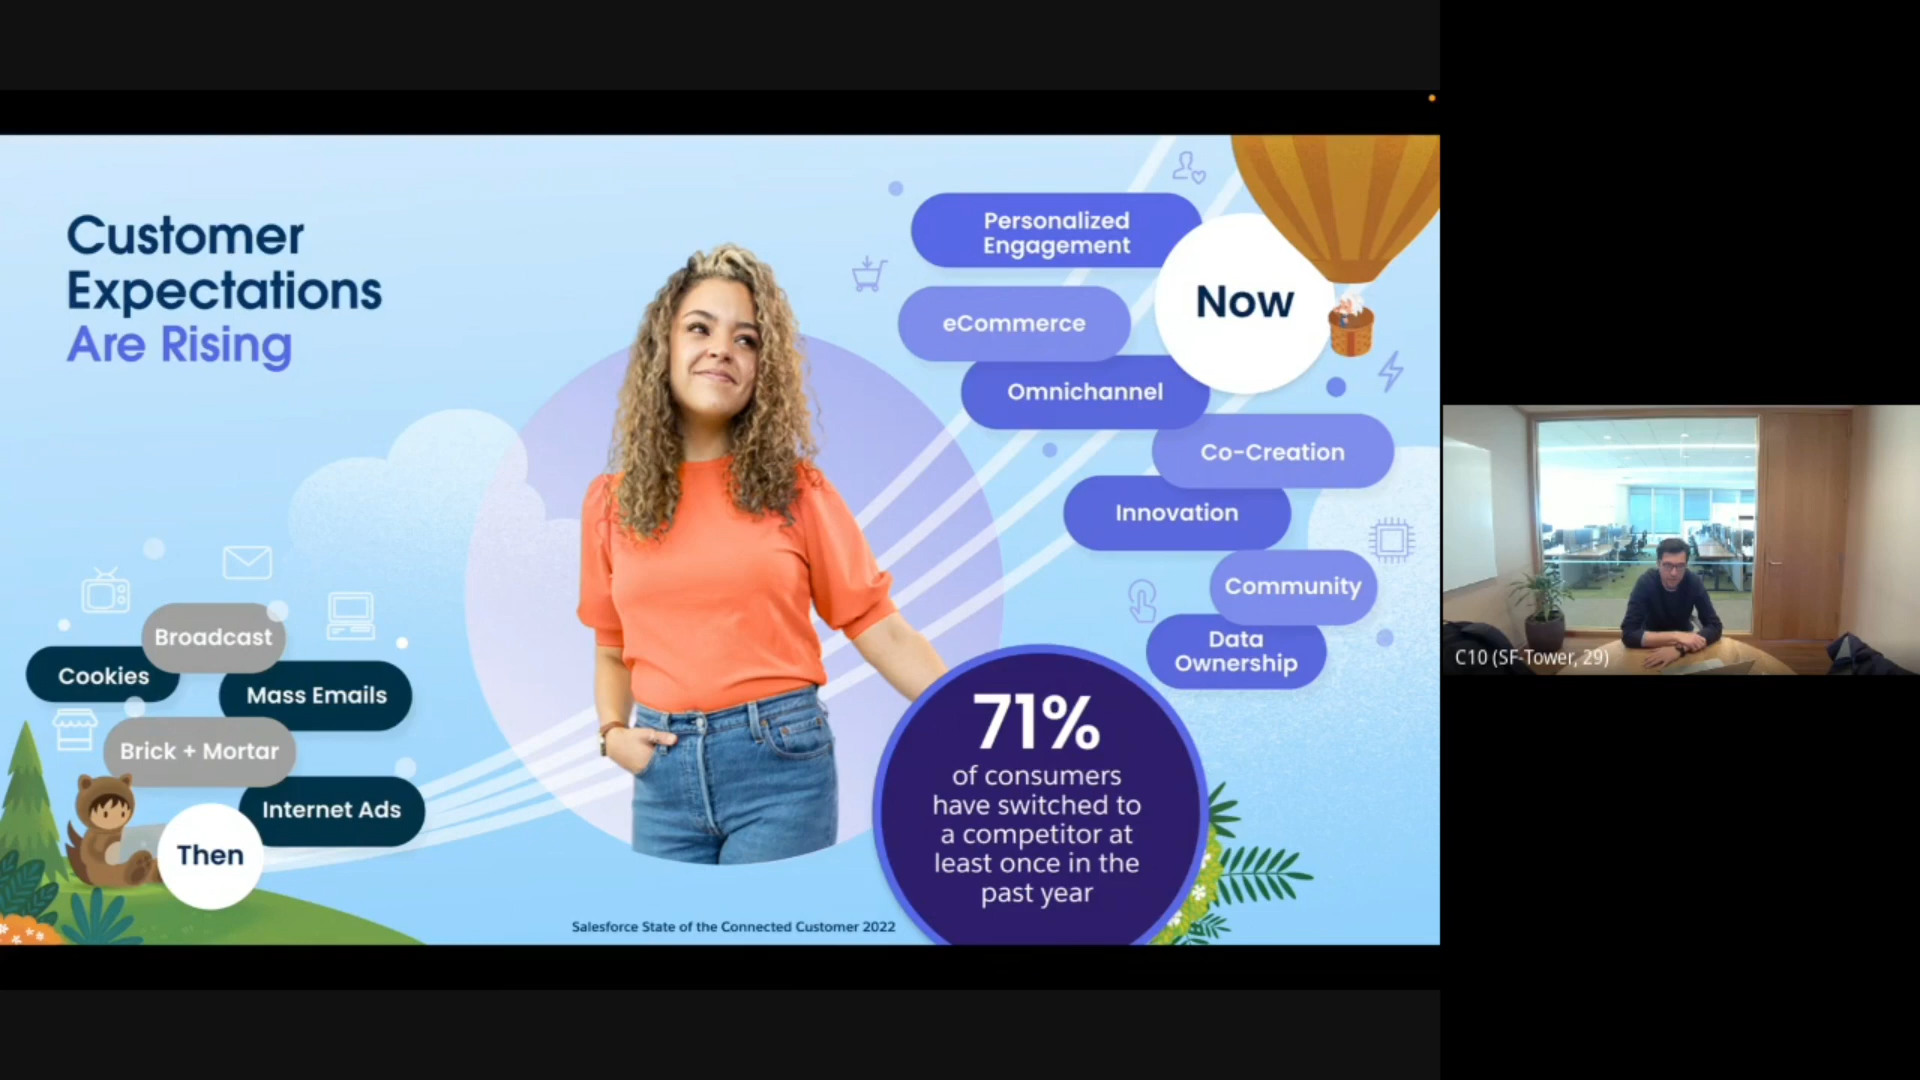 Customer
Expectations
Are Rising
Personalized
Engagement
Now
eCommerce
Omnichannel
Co-Creation
Innovation
Community
Data
Ownership
Broadcast
Cookies
Mass Emails
Brick + Mortar
Internet Ads
Then
71%
of consumers
have switched to
a competitor at
least once in the
past year
Salesforce State of the Connected Customer 2022
C10 (SF-Tower, 29)